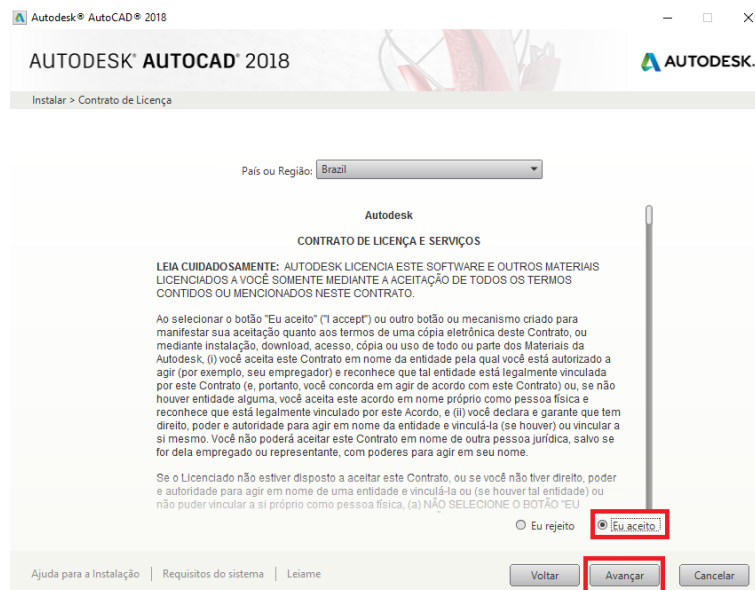 Autodesk® AutoCAD® 2018
AUTODESK® AUTOCAD® 2018
AUTODESK.
Instalar > Contrato de Licença
País ou Região: Brazil
Autodesk
CONTRATO DE LICENÇA E SERVIÇOS
LEIA CUIDADOSAMENTE: AUTODESK LICENCIA ESTE SOFTWARE E OUTROS MATERIAIS
LICENCIADOS A VOCÊ SOMENTE MEDIANTE A ACEITAÇÃO DE TODOS OS TERMOS
CONTIDOS OU MENCIONADOS NESTE CONTRATO.
Ao selecionar o botão "Eu aceito" ("I accept") ou outro botão ou mecanismo criado para
manifestar sua aceitação quanto aos termos de uma cópia eletrônica deste Contrato, ou
mediante instalação, download, acesso, cópia ou uso de todo ou parte dos Materiais da
Autodesk, (i) você aceita este Contrato em nome da entidade pela qual você está autorizado a
agir (por exemplo, seu empregador) e reconhece que tal entidade está legalmente vinculada
por este Contrato (e, portanto, você concorda em agir de acordo com este Contrato) ou, se não
houver entidade alguma, você aceita este acordo em nome próprio como pessoa física e
reconhece que está legalmente vinculado por este Acordo, e (ii) você declara e garante que tem
direito, poder e autoridade para agir em nome da entidade e vinculá-la (se houver) ou vincular a
si mesmo. Você não poderá aceitar este Contrato em nome de outra pessoa jurídica, salvo se
for dela empregado ou representante, com poderes para agir em seu nome.
Se o Licenciado não estiver disposto a aceitar este Contrato, ou se você não tiver direito, poder
e autoridade para agir em nome de uma entidade e vinculá-la ou (se houver tal entidade) ou
não puder vincular a si próprio como pessoa física, (a) NÃO SELECIONE O BOTÃO "EU
Eu rejeito Eu aceito
Ajuda para a Instalação | Requisitos do sistema | Leiame Voltar Avançar Cancelar